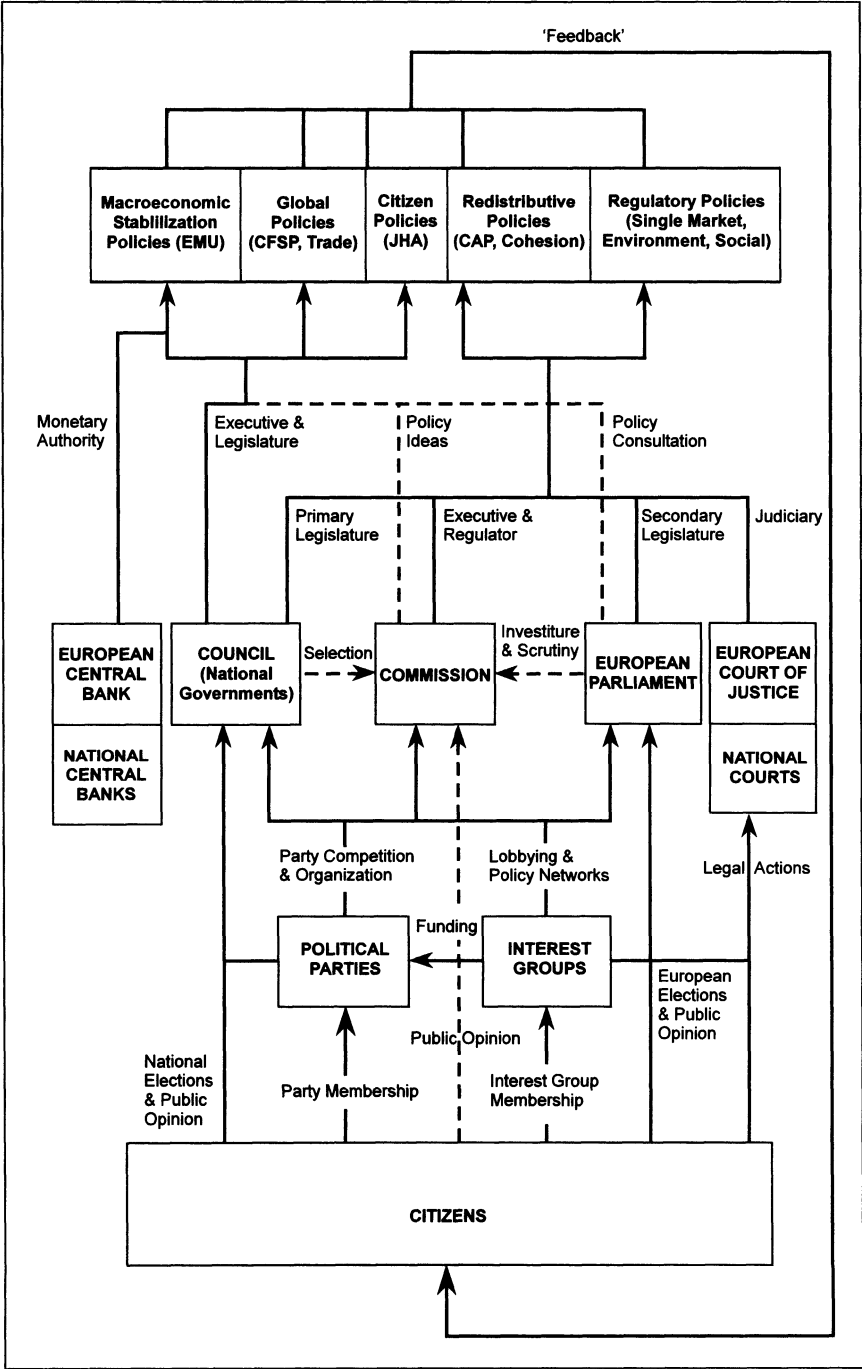 'Feedback'
Macroeconomic
Stablilization
Policies (EMU)
Global
Policies
(CFSP, Trade)
Citizen
Policies
(JHA)
Redistributive
Policies
(CAP, Cohesion)
Regulatory Policies
(Single Market,
Environment, Social)
Monetary
Authority
Executive &
Legislature
Policy
Ideas
Policy
Consultation
Primary
Legislature
Executive &
Regulator
Secondary
Legislature
Judiciary
EUROPEAN
CENTRAL
BANK
NATIONAL
CENTRAL
BANKS
COUNCIL
(National
Governments)
Selection
COMMISSION
Investiture
& Scrutiny
EUROPEAN
PARLIAMENT
EUROPEAN
COURT OF
JUSTICE
NATIONAL
COURTS
Party Competition
& Organization
Lobbying &
Policy Networks
Legal Actions
POLITICAL
PARTIES
Funding
INTEREST
GROUPS
European
Elections
& Public
Opinion
National
Elections
& Public
Opinion
Party Membership
Public Opinion
Interest Group
Membership
CITIZENS